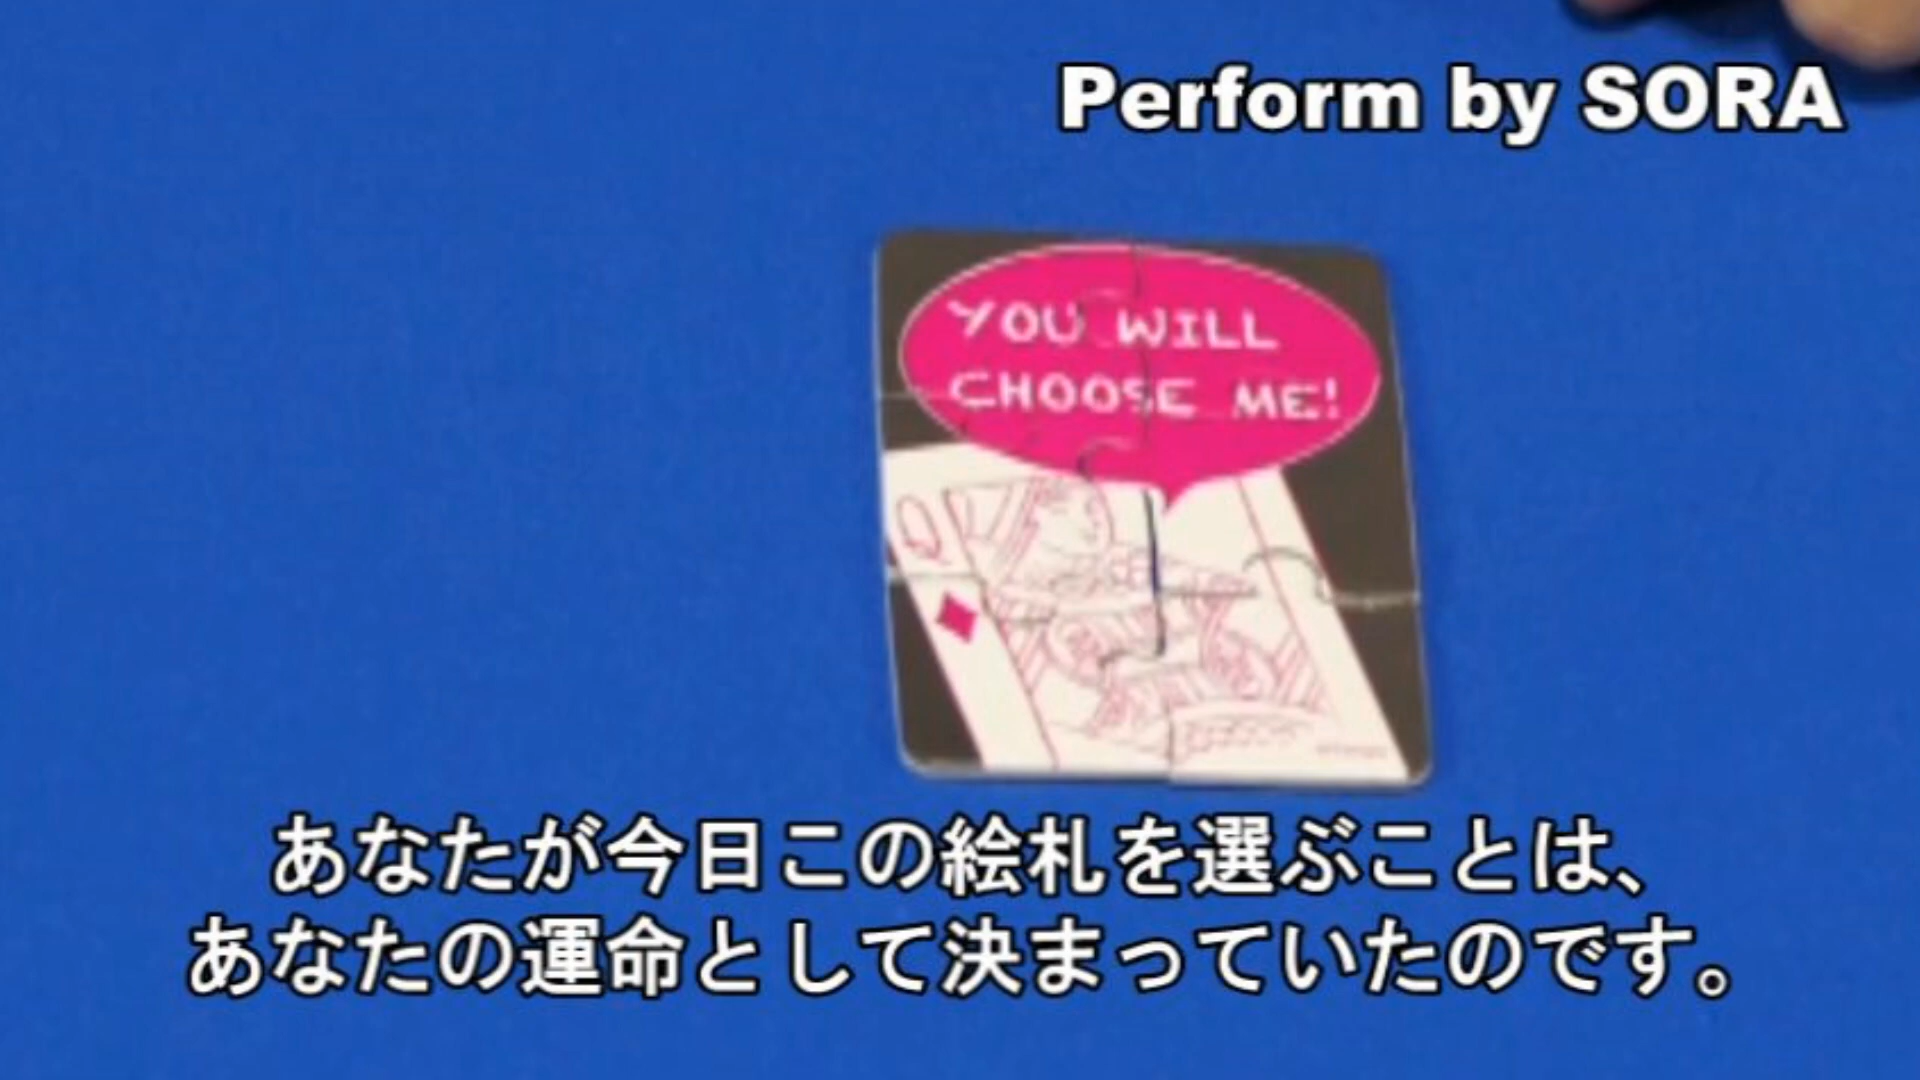 Perform by SORA
YOU WILL
CHOOSE ME!
Q
あなたが今日この絵札を選ぶことは、
あなたの運命として決まっていたのです。